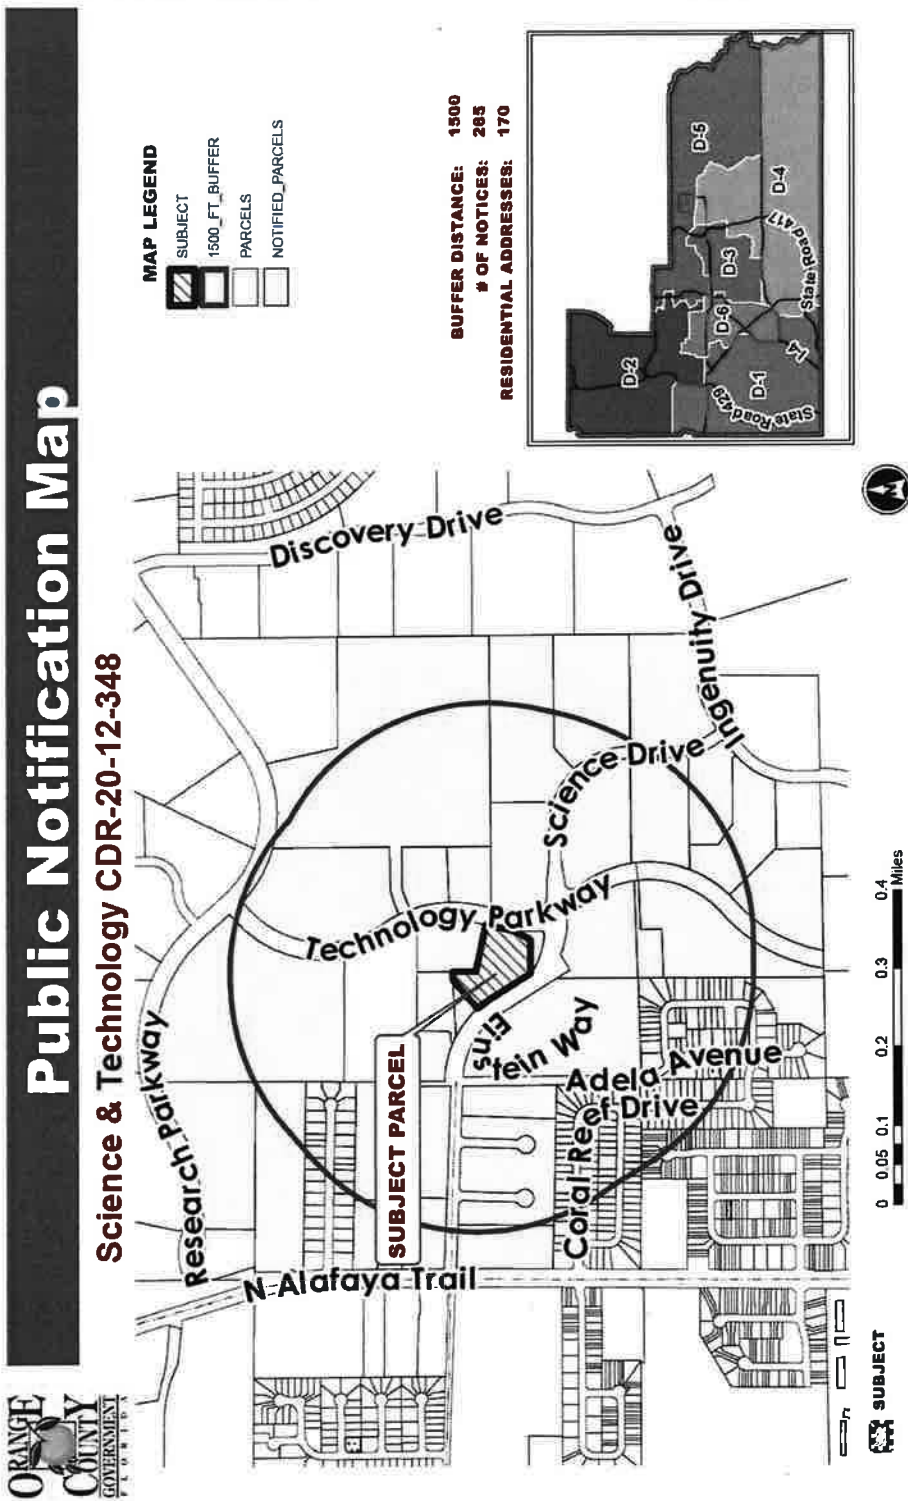 ORANGE
COUNTY
GOVERNMENT
FLORIDA
Public Notification Map
Science & Technology CDR-20-12-348
Research Parkway
N Alafaya Trail
Discovery Drive
Technology Parkway
Science Drive
Ingenuity Drive
SUBJECT PARCEL
Einstein Way
Adela Avenue
Coral Reef Drive
MAP LEGEND
SUBJECT
1500_FT_BUFFER
PARCELS
NOTIFIED_PARCELS
BUFFER DISTANCE: 1500
# OF NOTICES: 265
RESIDENTIAL ADDRESSES: 170
D-2
D-5
D-3
D-6
D-4
D-1
State Road 417
State Road 429
I-4
SUBJECT
0 0.05 0.1 0.2 0.3 0.4
Miles